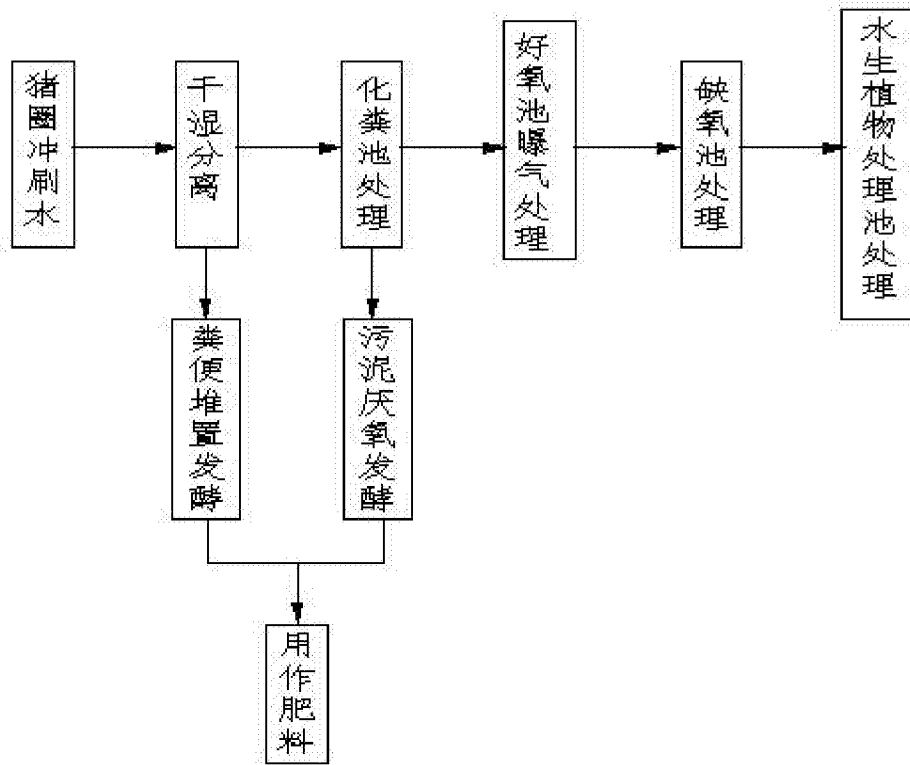 猪圈冲刷水
干湿分离
化粪池处理
好氧池曝气处理
缺氧池处理
水生植物处理池处理
粪便堆置发酵
污泥厌氧发酵
用作肥料